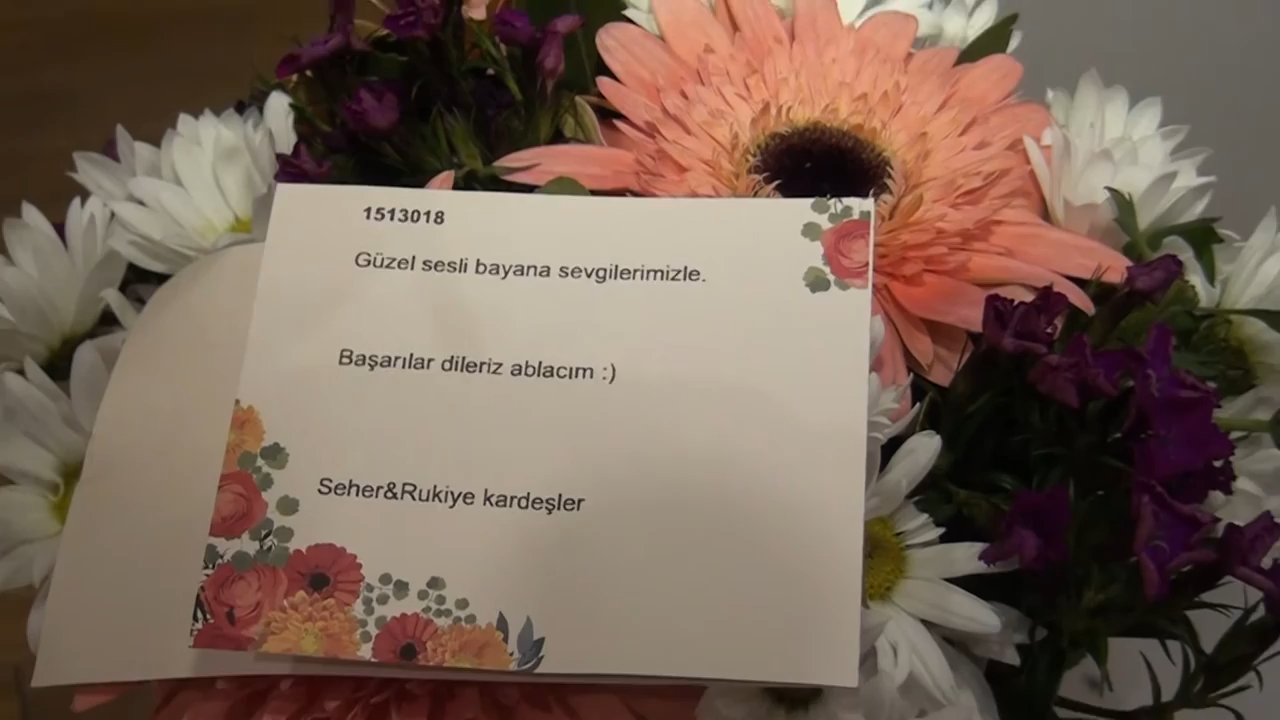 1513018
Güzel sesli bayana sevgilerimizle.
Başarılar dileriz ablacım :)
Seher&Rukiye kardeşler